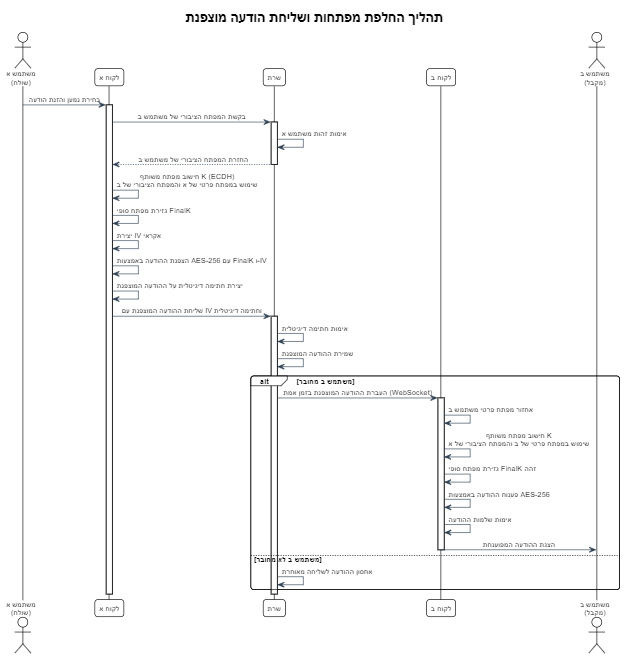 תהליך החלפת מפתחות ושליחת הודעה מוצפנת
משתמש א
(שולח)
לקוח א
שרת
לקוח ב
משתמש ב
(מקבל)
בחירת נמען והזנת הודעה
בקשת המפתח הציבורי של משתמש ב
אימות זהות משתמש א
החזרת המפתח הציבורי של משתמש ב
חישוב מפתח משותף K (ECDH)
שימוש במפתח פרטי של א והמפתח הציבורי של ב
גזירת מפתח סופי FinalK
יצירת IV אקראי
הצפנת ההודעה באמצעות AES-256 עם FinalK ו-IV
יצירת חתימה דיגיטלית על ההודעה המוצפנת
שליחת ההודעה המוצפנת עם IV וחתימה דיגיטלית
אימות חתימה דיגיטלית
שמירת ההודעה המוצפנת
alt [משתמש ב מחובר]
העברת ההודעה המוצפנת בזמן אמת (WebSocket)
אחזור מפתח פרטי משתמש ב
חישוב מפתח משותף K
שימוש במפתח פרטי של ב והמפתח הציבורי של א
גזירת מפתח סופי FinalK זהה
פענוח ההודעה באמצעות AES-256
אימות שלמות ההודעה
הצגת ההודעה המפוענחת
[משתמש ב לא מחובר]
אחסון ההודעה לשליחה מאוחרת
לקוח א
שרת
לקוח ב
משתמש א
(שולח)
משתמש ב
(מקבל)